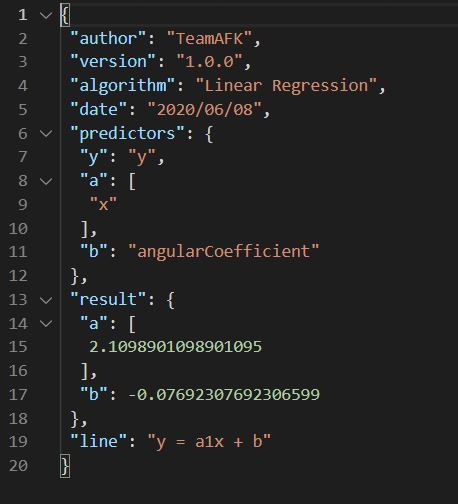 1 {
2 "author": "TeamAFK",
3 "version": "1.0.0",
4 "algorithm": "Linear Regression",
5 "date": "2020/06/08",
6 "predictors": {
7 "y": "y",
8 "a": [
9 "x"
10 ],
11 "b": "angularCoefficient"
12 },
13 "result": {
14 "a": [
15 2.1098901098901095
16 ],
17 "b": -0.07692307692306599
18 },
19 "line": "y = a1x + b"
20 }